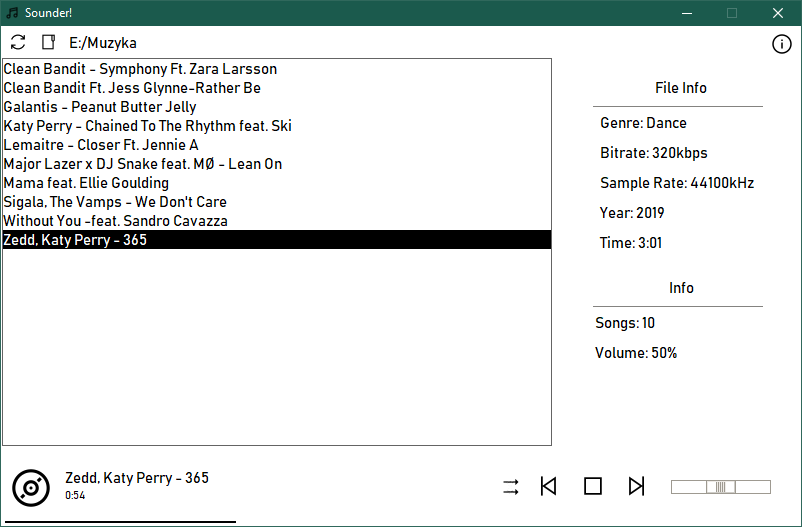 Sounder!
E:/Muzyka
Clean Bandit - Symphony Ft. Zara Larsson
Clean Bandit Ft. Jess Glynne-Rather Be
Galantis - Peanut Butter Jelly
Katy Perry - Chained To The Rhythm feat. Ski
Lemaitre - Closer Ft. Jennie A
Major Lazer x DJ Snake feat. MØ - Lean On
Mama feat. Ellie Goulding
Sigala, The Vamps - We Don't Care
Without You -feat. Sandro Cavazza
Zedd, Katy Perry - 365
File Info
Genre: Dance
Bitrate: 320kbps
Sample Rate: 44100kHz
Year: 2019
Time: 3:01
Info
Songs: 10
Volume: 50%
Zedd, Katy Perry - 365
0:54